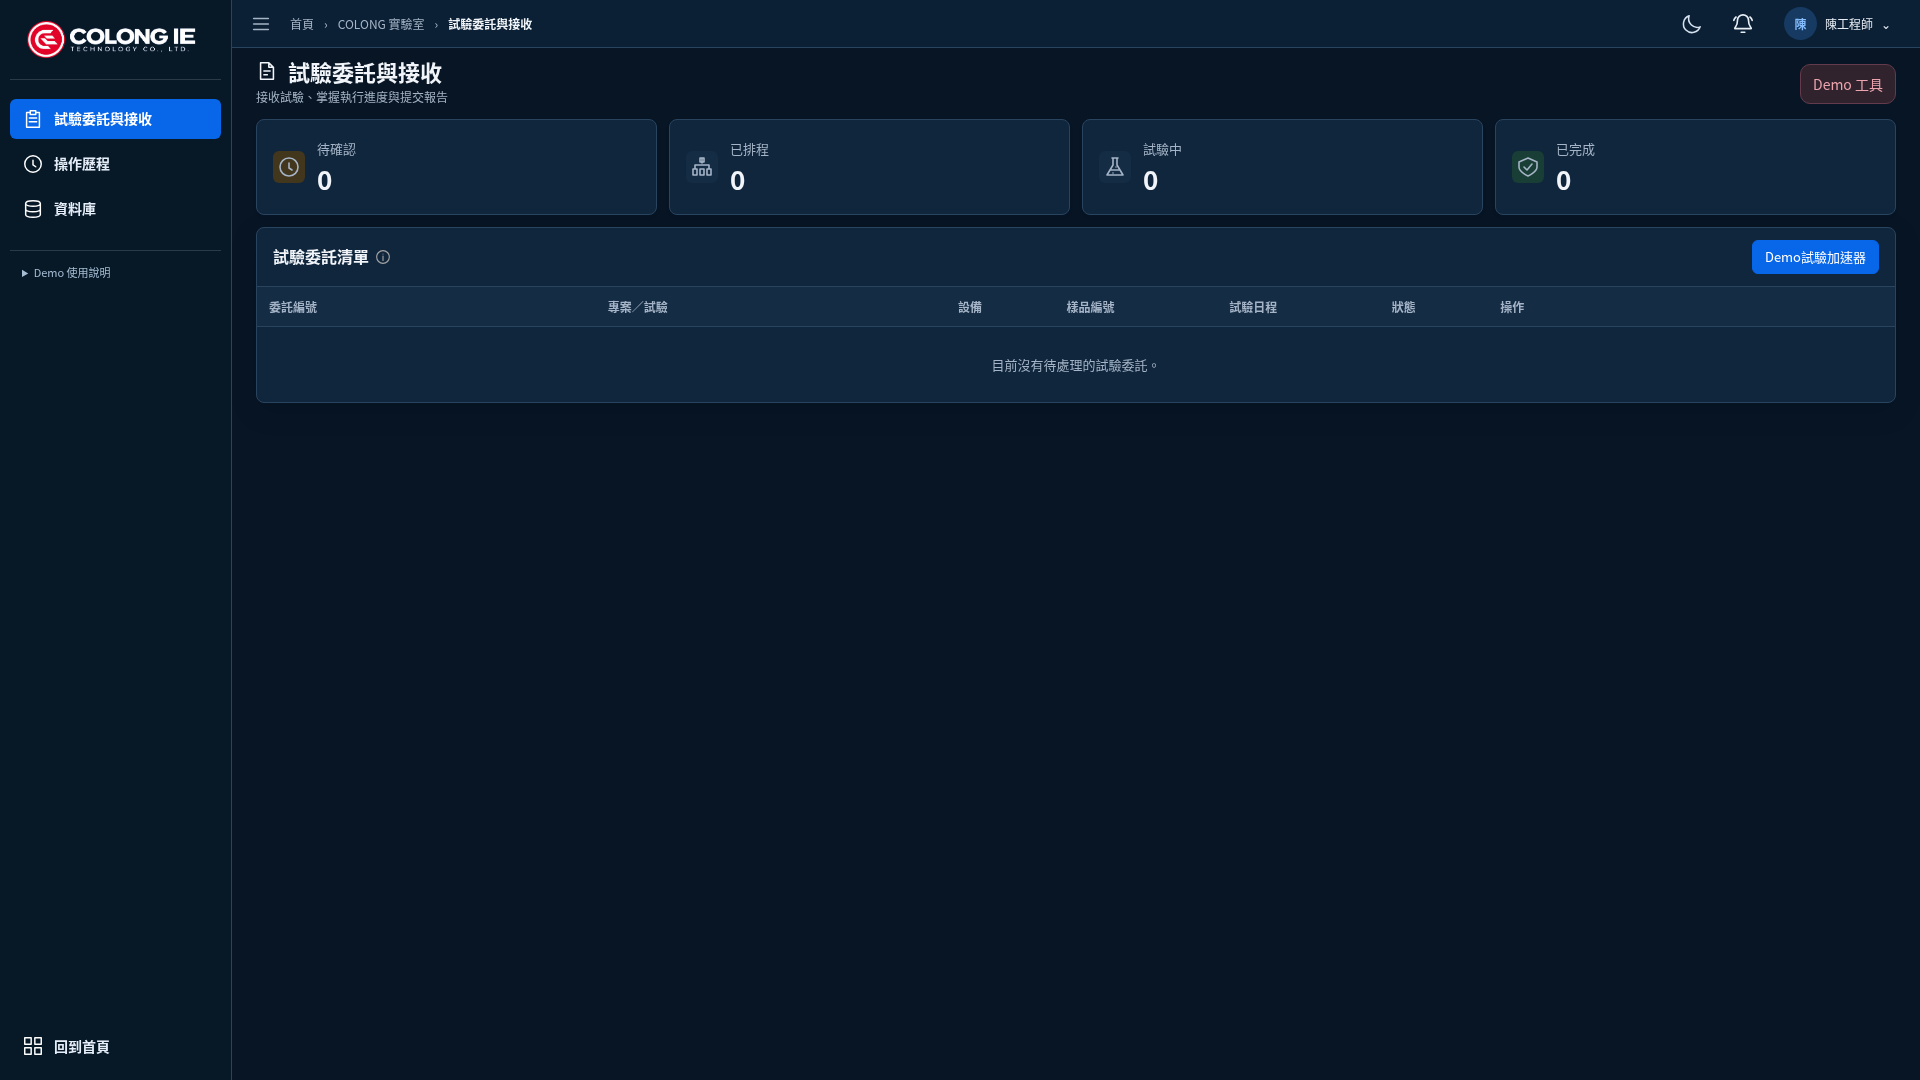 COLONG IE
TECHNOLOGY CO., LTD.
試驗委託與接收
操作歷程
資料庫
Demo 使用說明
回到首頁
首頁 › COLONG 實驗室 › 試驗委託與接收
陳 陳工程師
試驗委託與接收
接收試驗、掌握執行進度與提交報告
Demo 工具
待確認
0
已排程
0
試驗中
0
已完成
0
試驗委託清單
Demo試驗加速器
委託編號 專案／試驗 設備 樣品編號 試驗日程 狀態 操作
目前沒有待處理的試驗委託。